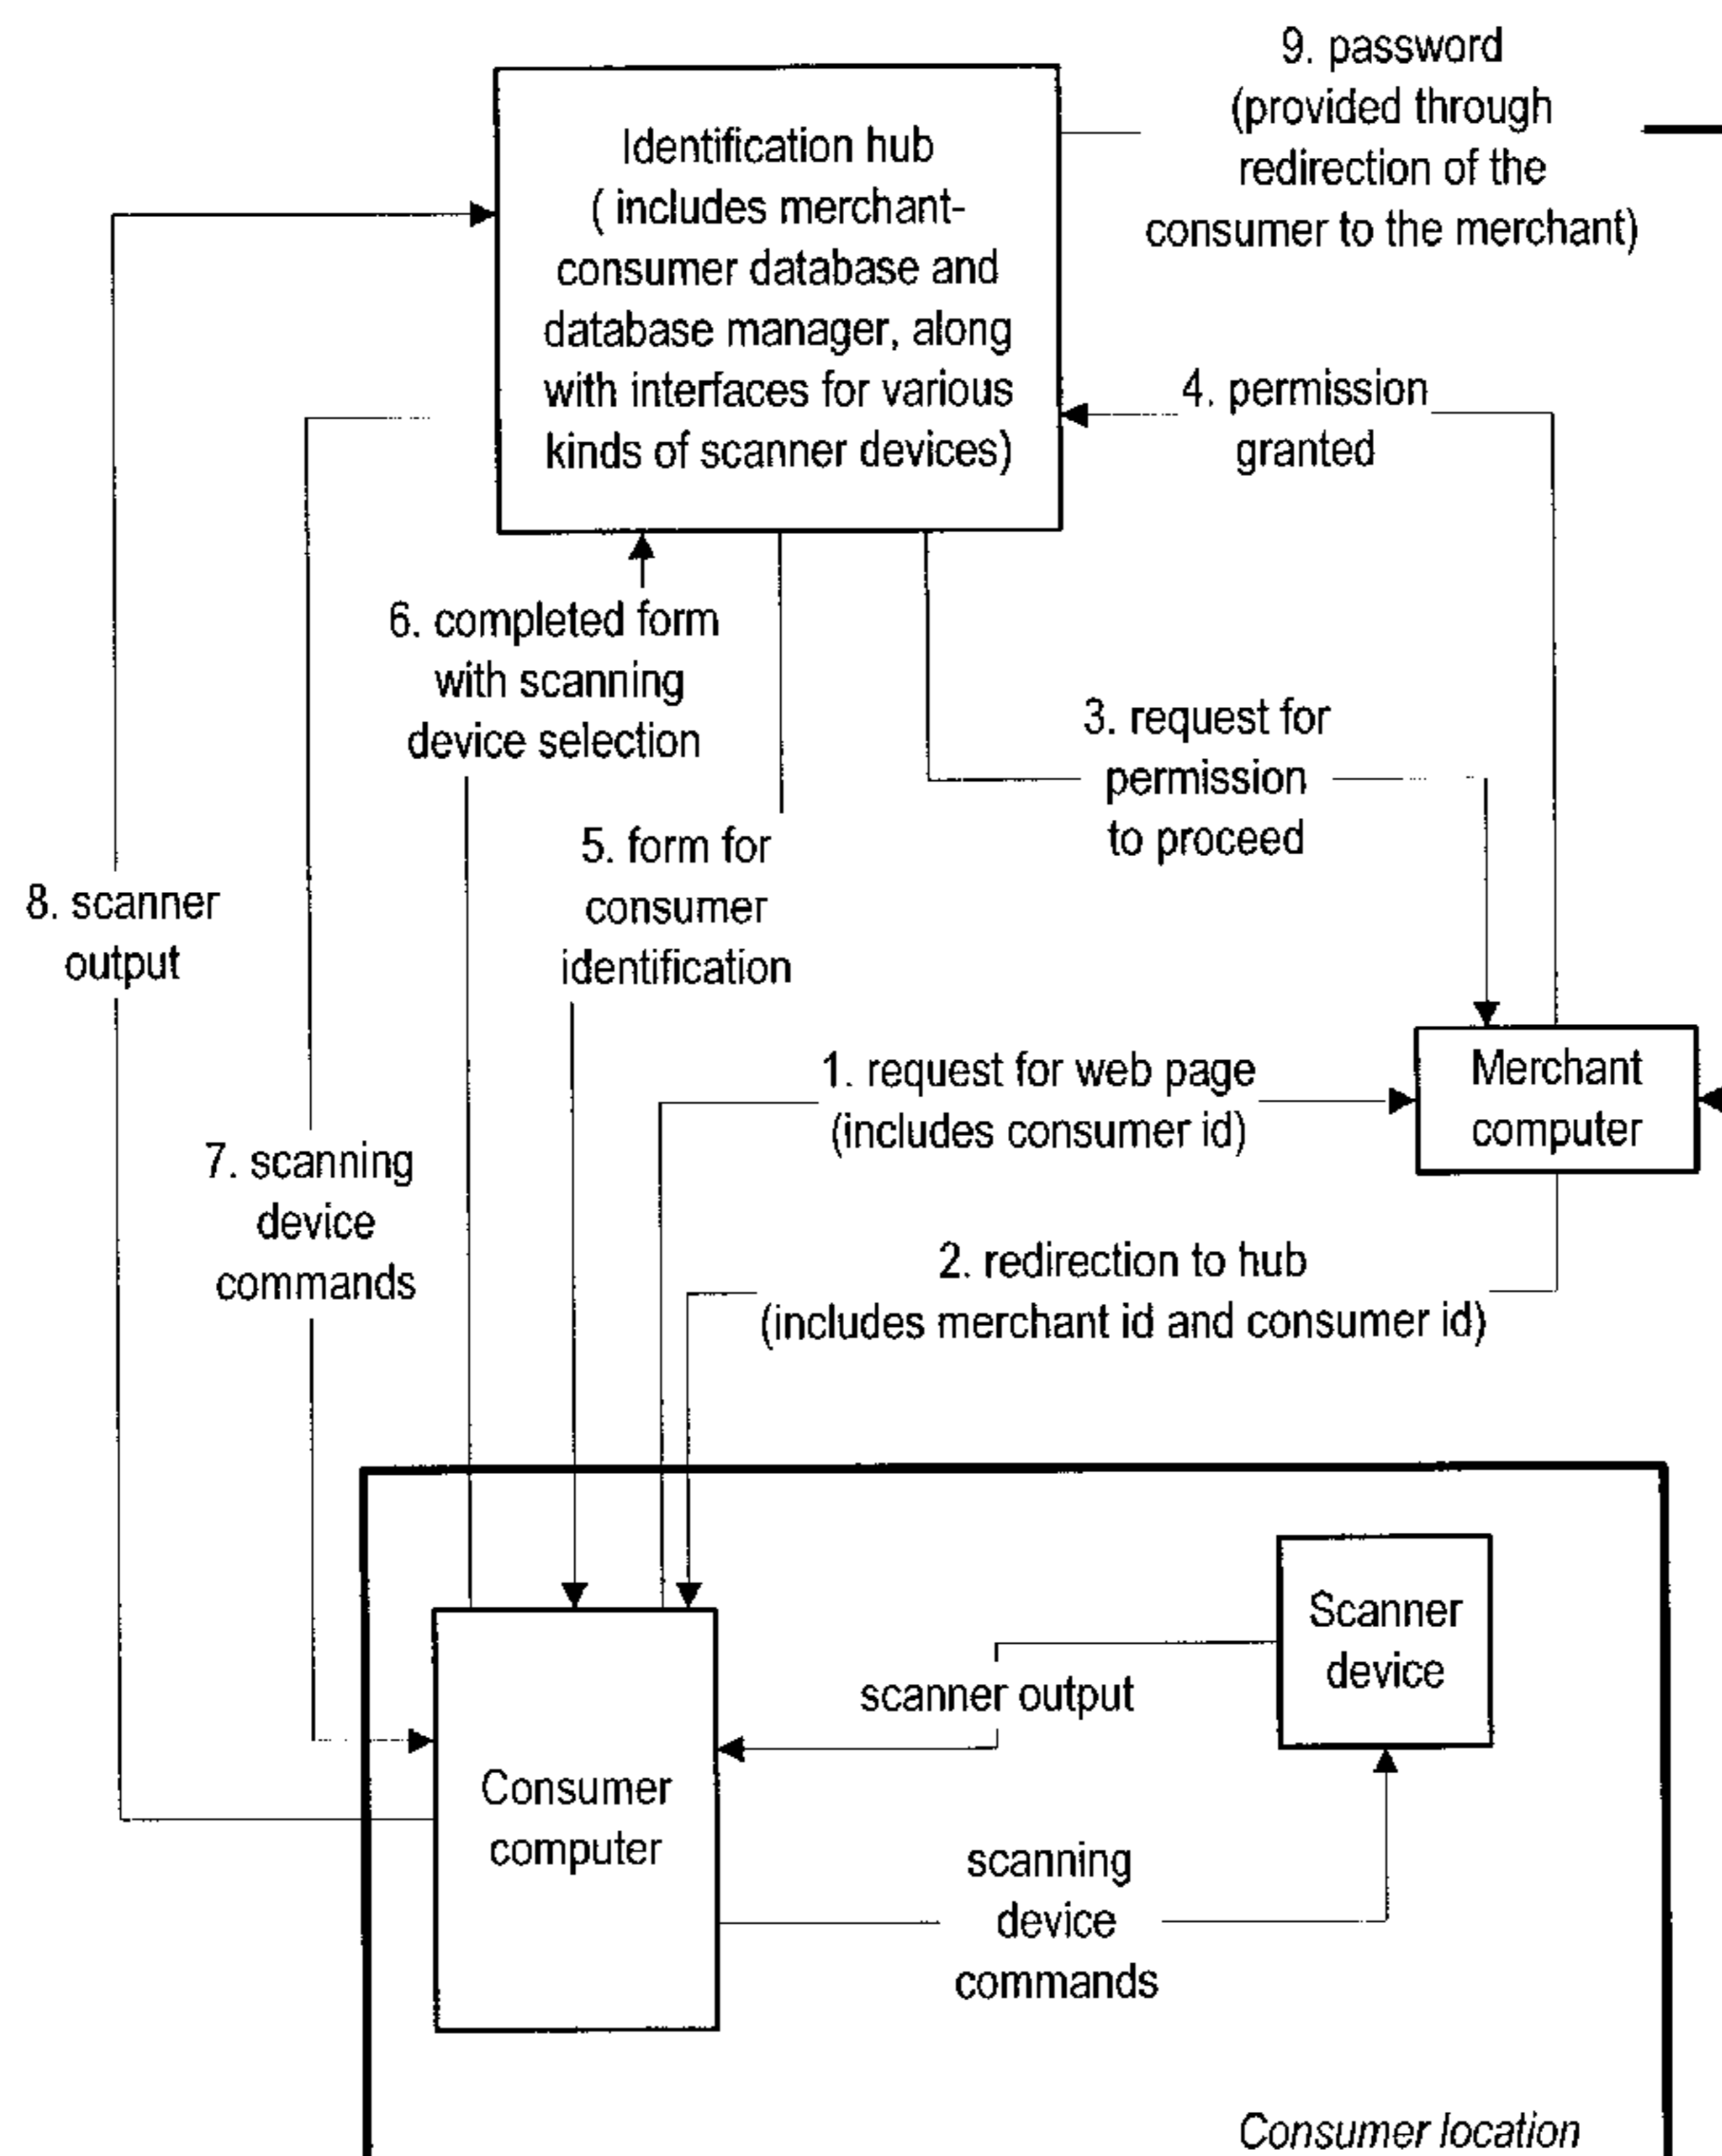 9. password
(provided through
redirection of the
consumer to the merchant)
Identification hub
( includes merchant-
consumer database and
database manager, along
with interfaces for various
kinds of scanner devices)
4. permission
granted
6. completed form
with scanning
device selection
3. request for
permission
to proceed
5. form for
consumer
identification
8. scanner
output
1. request for web page
(includes consumer id)
Merchant
computer
7. scanning
device
commands
2. redirection to hub
(includes merchant id and consumer id)
Scanner
device
scanner output
Consumer
computer
scanning
device
commands
Consumer location